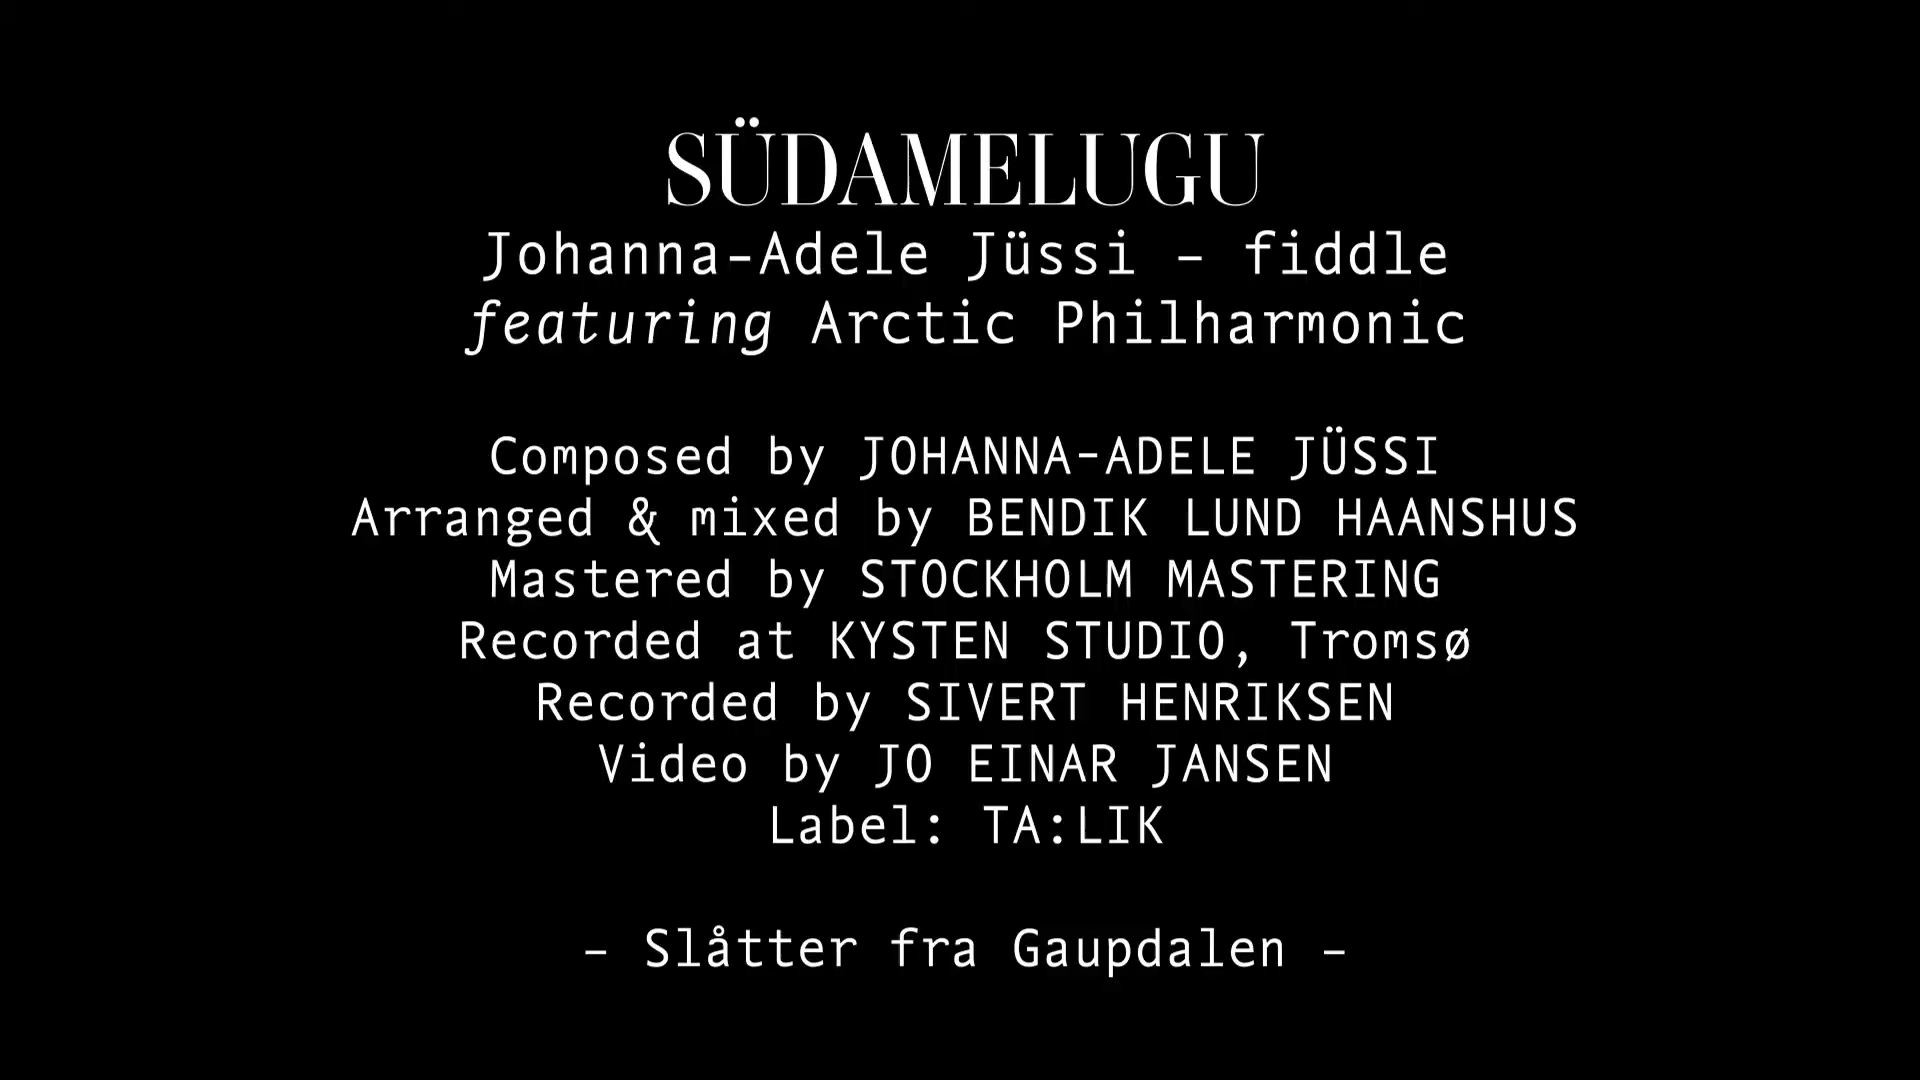 SÜDAMELUGU
Johanna-Adele Jüssi – fiddle
featuring Arctic Philharmonic
Composed by JOHANNA-ADELE JÜSSI
Arranged & mixed by BENDIK LUND HAANSHUS
Mastered by STOCKHOLM MASTERING
Recorded at KYSTEN STUDIO, Tromsø
Recorded by SIVERT HENRIKSEN
Video by JO EINAR JANSEN
Label: TA:LIK
– Slåtter fra Gaupdalen –